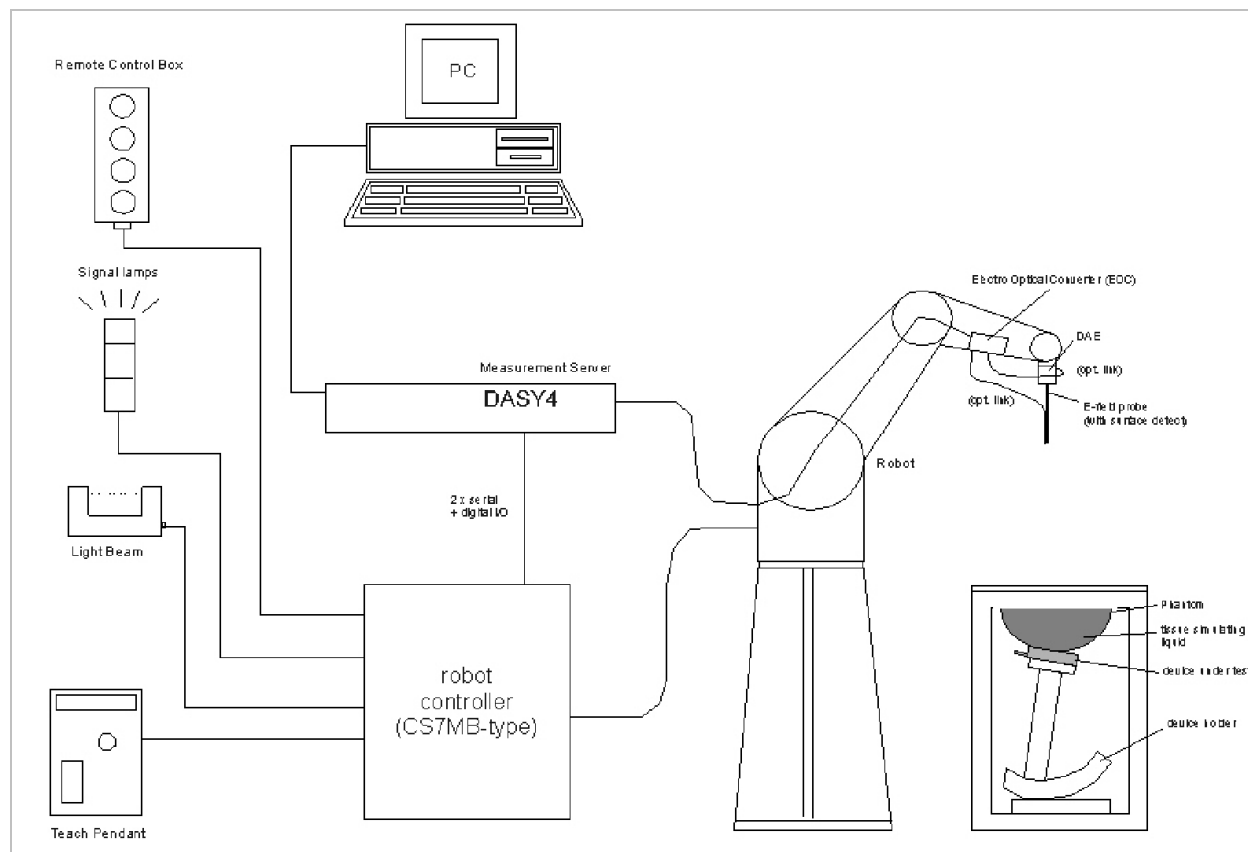 Remote Control Box
PC
Signal lamps
Electro Optical Converter (EOC)
DAE
(opt. link)
(opt. link)
E-field probe
(with surface detect)
Measurement Server
DASY4
Robot
2 x serial
+ digital I/O
Light Beam
robot
controller
(CS7MB-type)
Phantom
tissue simulating
liquid
device under test
device holder
Teach Pendant